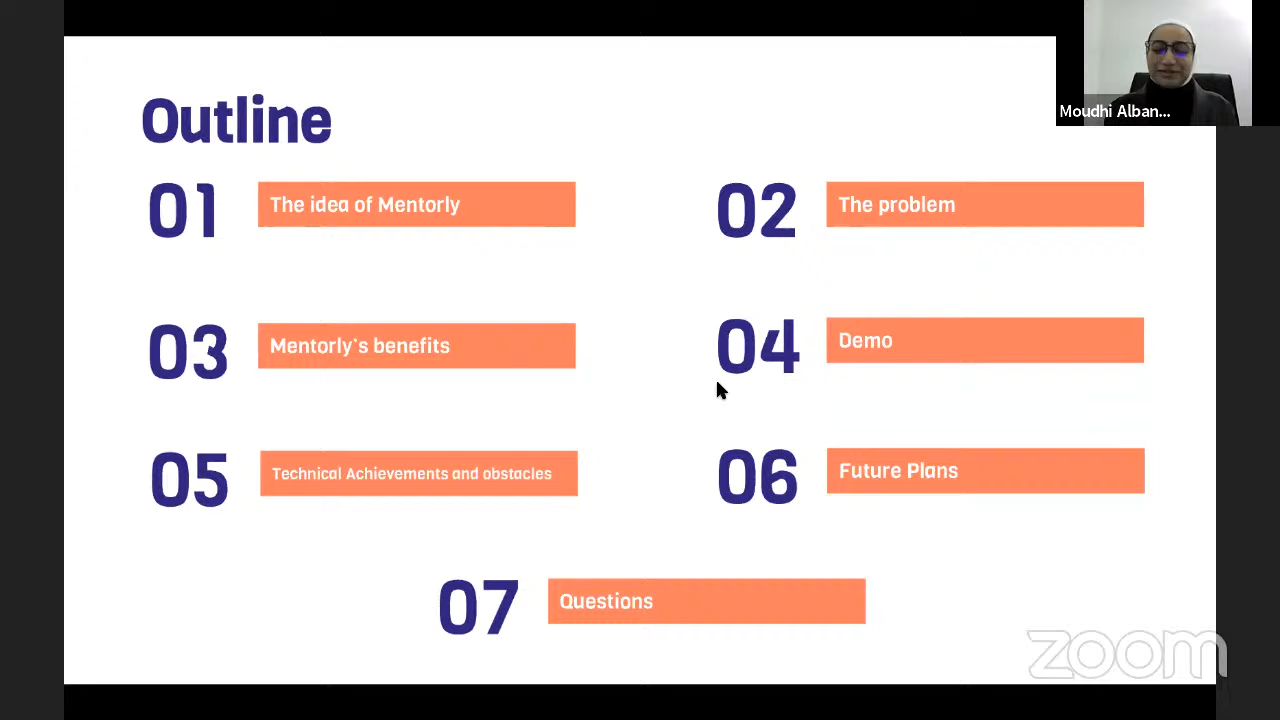 Outline
01 The idea of Mentorly
02 The problem
03 Mentorly's benefits
04 Demo
05 Technical Achievements and obstacles
06 Future Plans
07 Questions
Moudhi Alban...
zoom